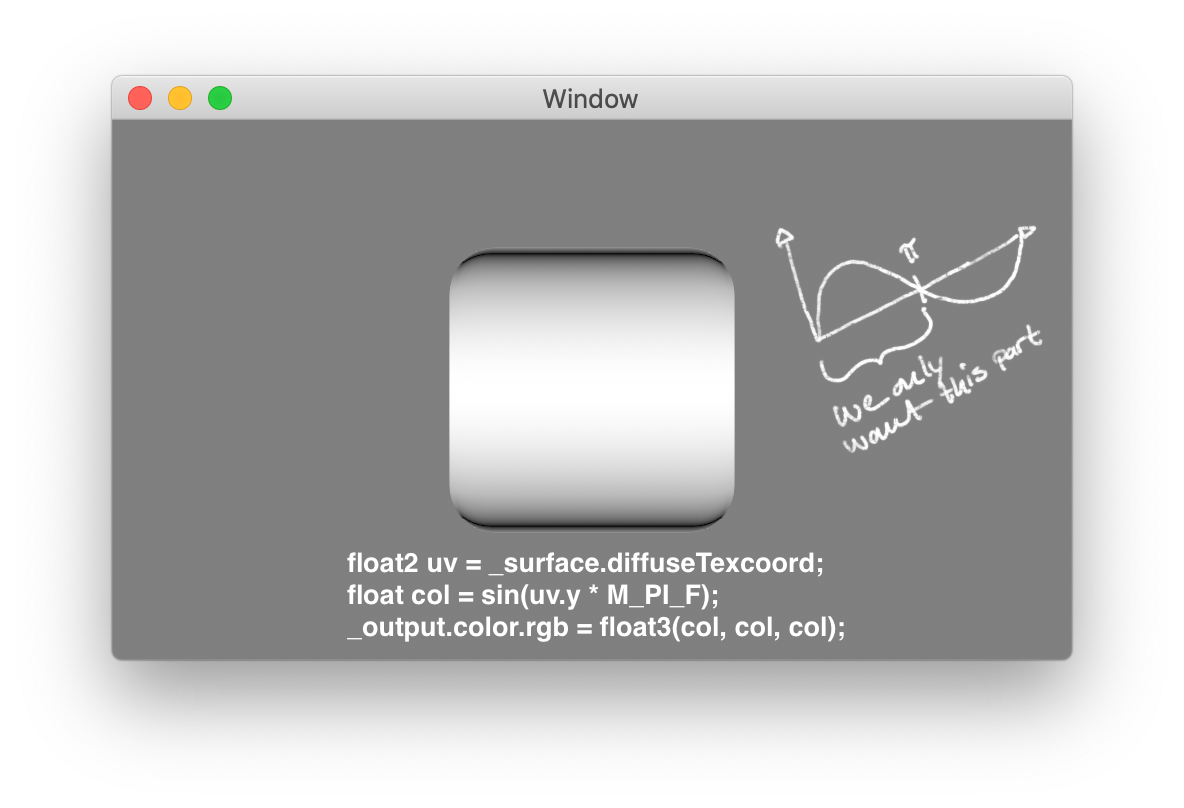 Window
π
we only
want this part
float2 uv = _surface.diffuseTexcoord;
float col = sin(uv.y * M_PI_F);
_output.color.rgb = float3(col, col, col);